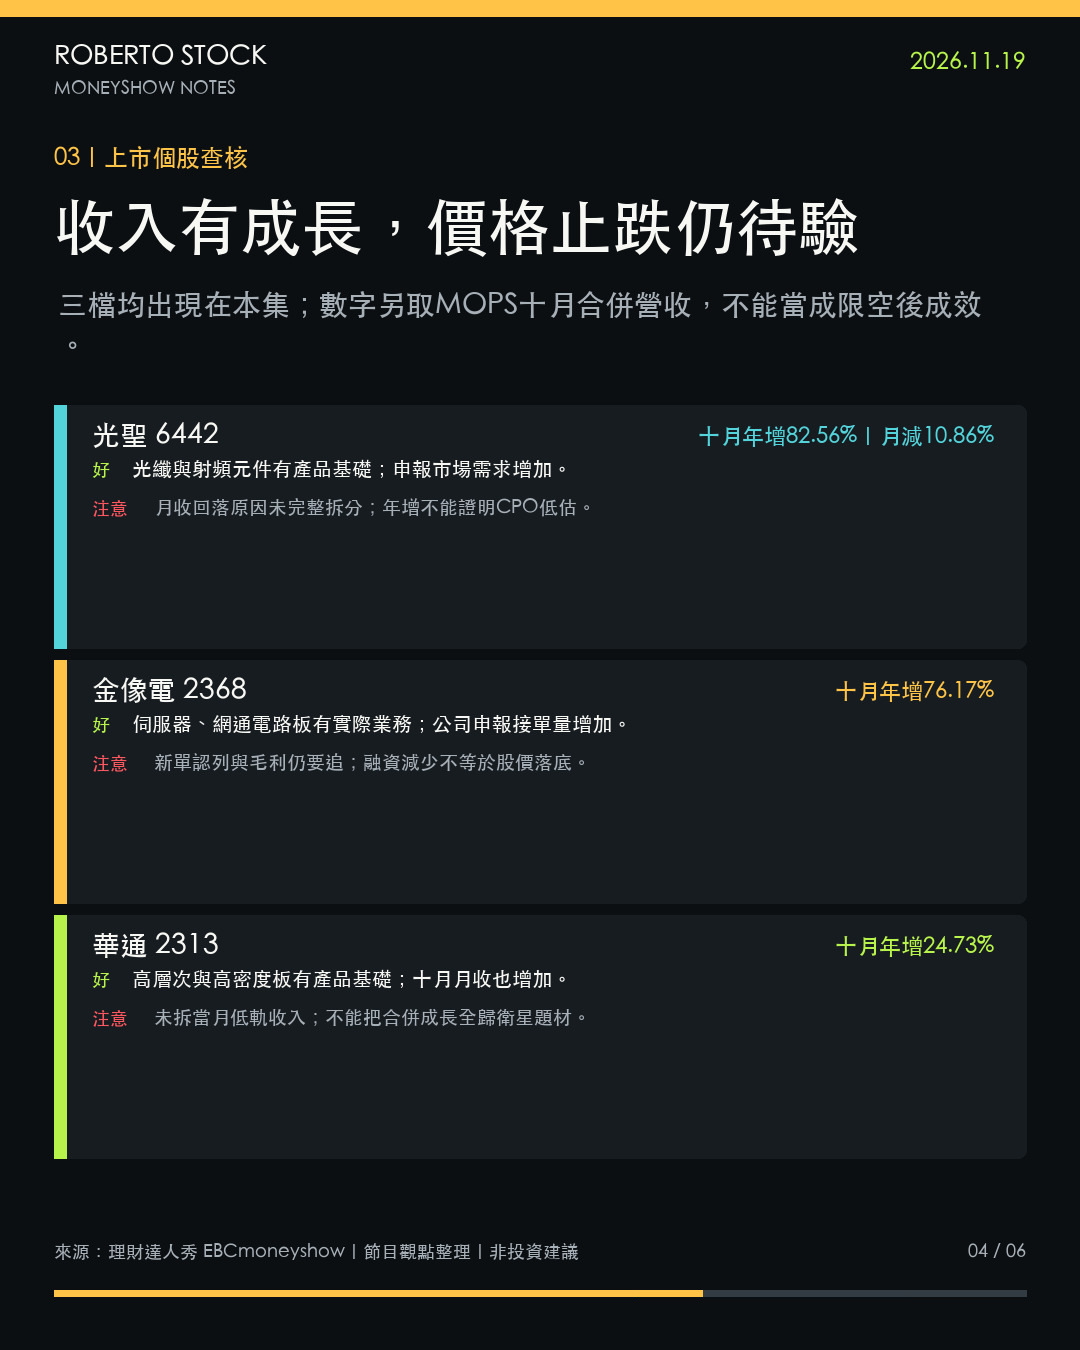 ROBERTO STOCK
MONEYSHOW NOTES
2026.11.19
03｜上市個股查核
收入有成長，價格止跌仍待驗
三檔均出現在本集；數字另取MOPS十月合併營收，不能當成限空後成效
。
光聖 6442
十月年增82.56%｜月減10.86%
好 光纖與射頻元件有產品基礎；申報市場需求增加。
注意 月收回落原因未完整拆分；年增不能證明CPO低估。
金像電 2368
十月年增76.17%
好 伺服器、網通電路板有實際業務；公司申報接單量增加。
注意 新單認列與毛利仍要追；融資減少不等於股價落底。
華通 2313
十月年增24.73%
好 高層次與高密度板有產品基礎；十月月收也增加。
注意 未拆當月低軌收入；不能把合併成長全歸衛星題材。
來源：理財達人秀 EBCmoneyshow｜節目觀點整理｜非投資建議
04 / 06